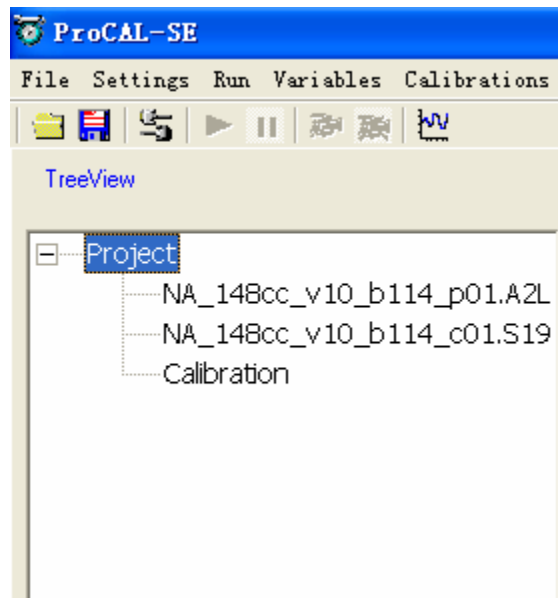 ProCAL-SE
File Settings Run Variables Calibrations
TreeView
Project
NA_148cc_v10_b114_p01.A2L
NA_148cc_v10_b114_c01.S19
Calibration